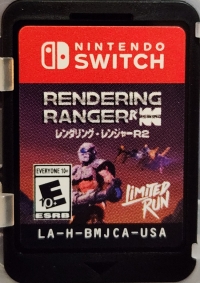 NINTENDO
SWITCH
RENDERING
RANGER R2
レンダリング・レンジャーR2
EVERYONE 10+
E
10+
ESRB
LIMITED
RUN
LA-H-BMJCA-USA